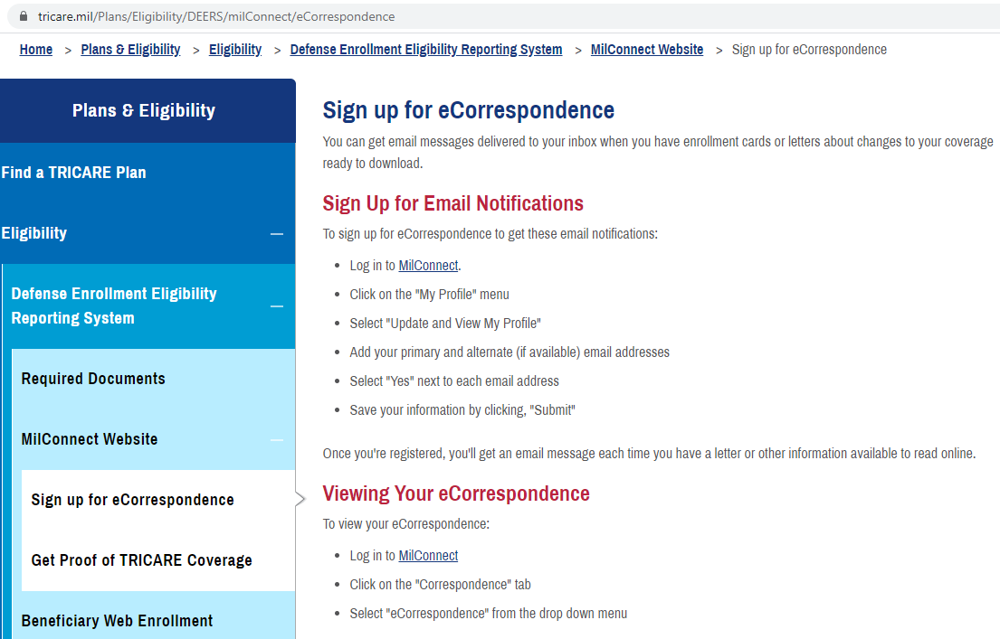 tricare.mil/Plans/Eligibility/DEERS/milConnect/eCorrespondence
Home > Plans & Eligibility > Eligibility > Defense Enrollment Eligibility Reporting System > MilConnect Website > Sign up for eCorrespondence
Plans & Eligibility
Find a TRICARE Plan
Eligibility
Defense Enrollment Eligibility
Reporting System
Required Documents
MilConnect Website
Sign up for eCorrespondence
Get Proof of TRICARE Coverage
Beneficiary Web Enrollment
Sign up for eCorrespondence
You can get email messages delivered to your inbox when you have enrollment cards or letters about changes to your coverage
ready to download.
Sign Up for Email Notifications
To sign up for eCorrespondence to get these email notifications:
• Log in to MilConnect.
• Click on the "My Profile" menu
• Select "Update and View My Profile"
• Add your primary and alternate (if available) email addresses
• Select "Yes" next to each email address
• Save your information by clicking, "Submit"
Once you're registered, you'll get an email message each time you have a letter or other information available to read online.
Viewing Your eCorrespondence
To view your eCorrespondence:
• Log in to MilConnect
• Click on the "Correspondence" tab
• Select "eCorrespondence" from the drop down menu